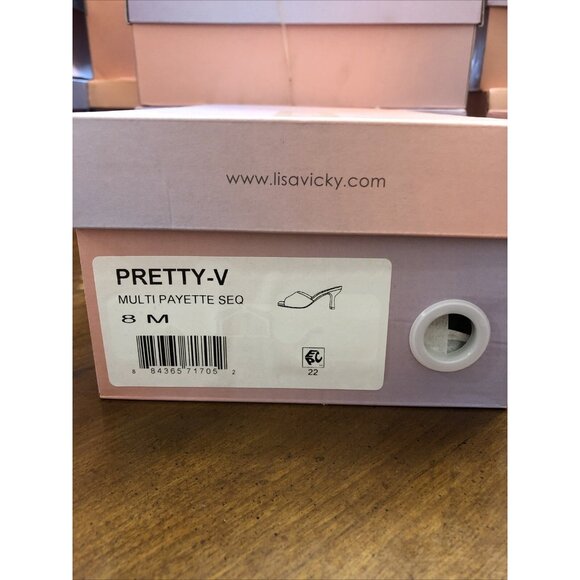 www.lisavicky.com
PRETTY-V
MULTI PAYETTE SEQ
8 M
8 84365 71705 2
22